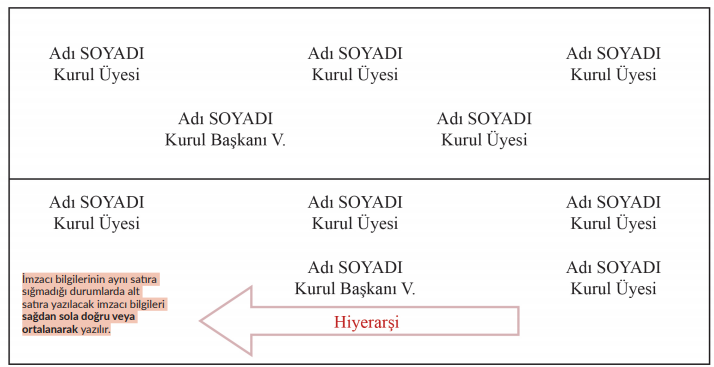 Adı SOYADI Adı SOYADI Adı SOYADI
Kurul Üyesi Kurul Üyesi Kurul Üyesi
Adı SOYADI Adı SOYADI
Kurul Başkanı V. Kurul Üyesi
Adı SOYADI Adı SOYADI Adı SOYADI
Kurul Üyesi Kurul Üyesi Kurul Üyesi
Adı SOYADI Adı SOYADI
Kurul Başkanı V. Kurul Üyesi
İmzacı bilgilerinin aynı satıra
sığmadığı durumlarda alt
satıra yazılacak imzacı bilgileri
sağdan sola doğru veya
ortalanarak yazılır.
Hiyerarşi